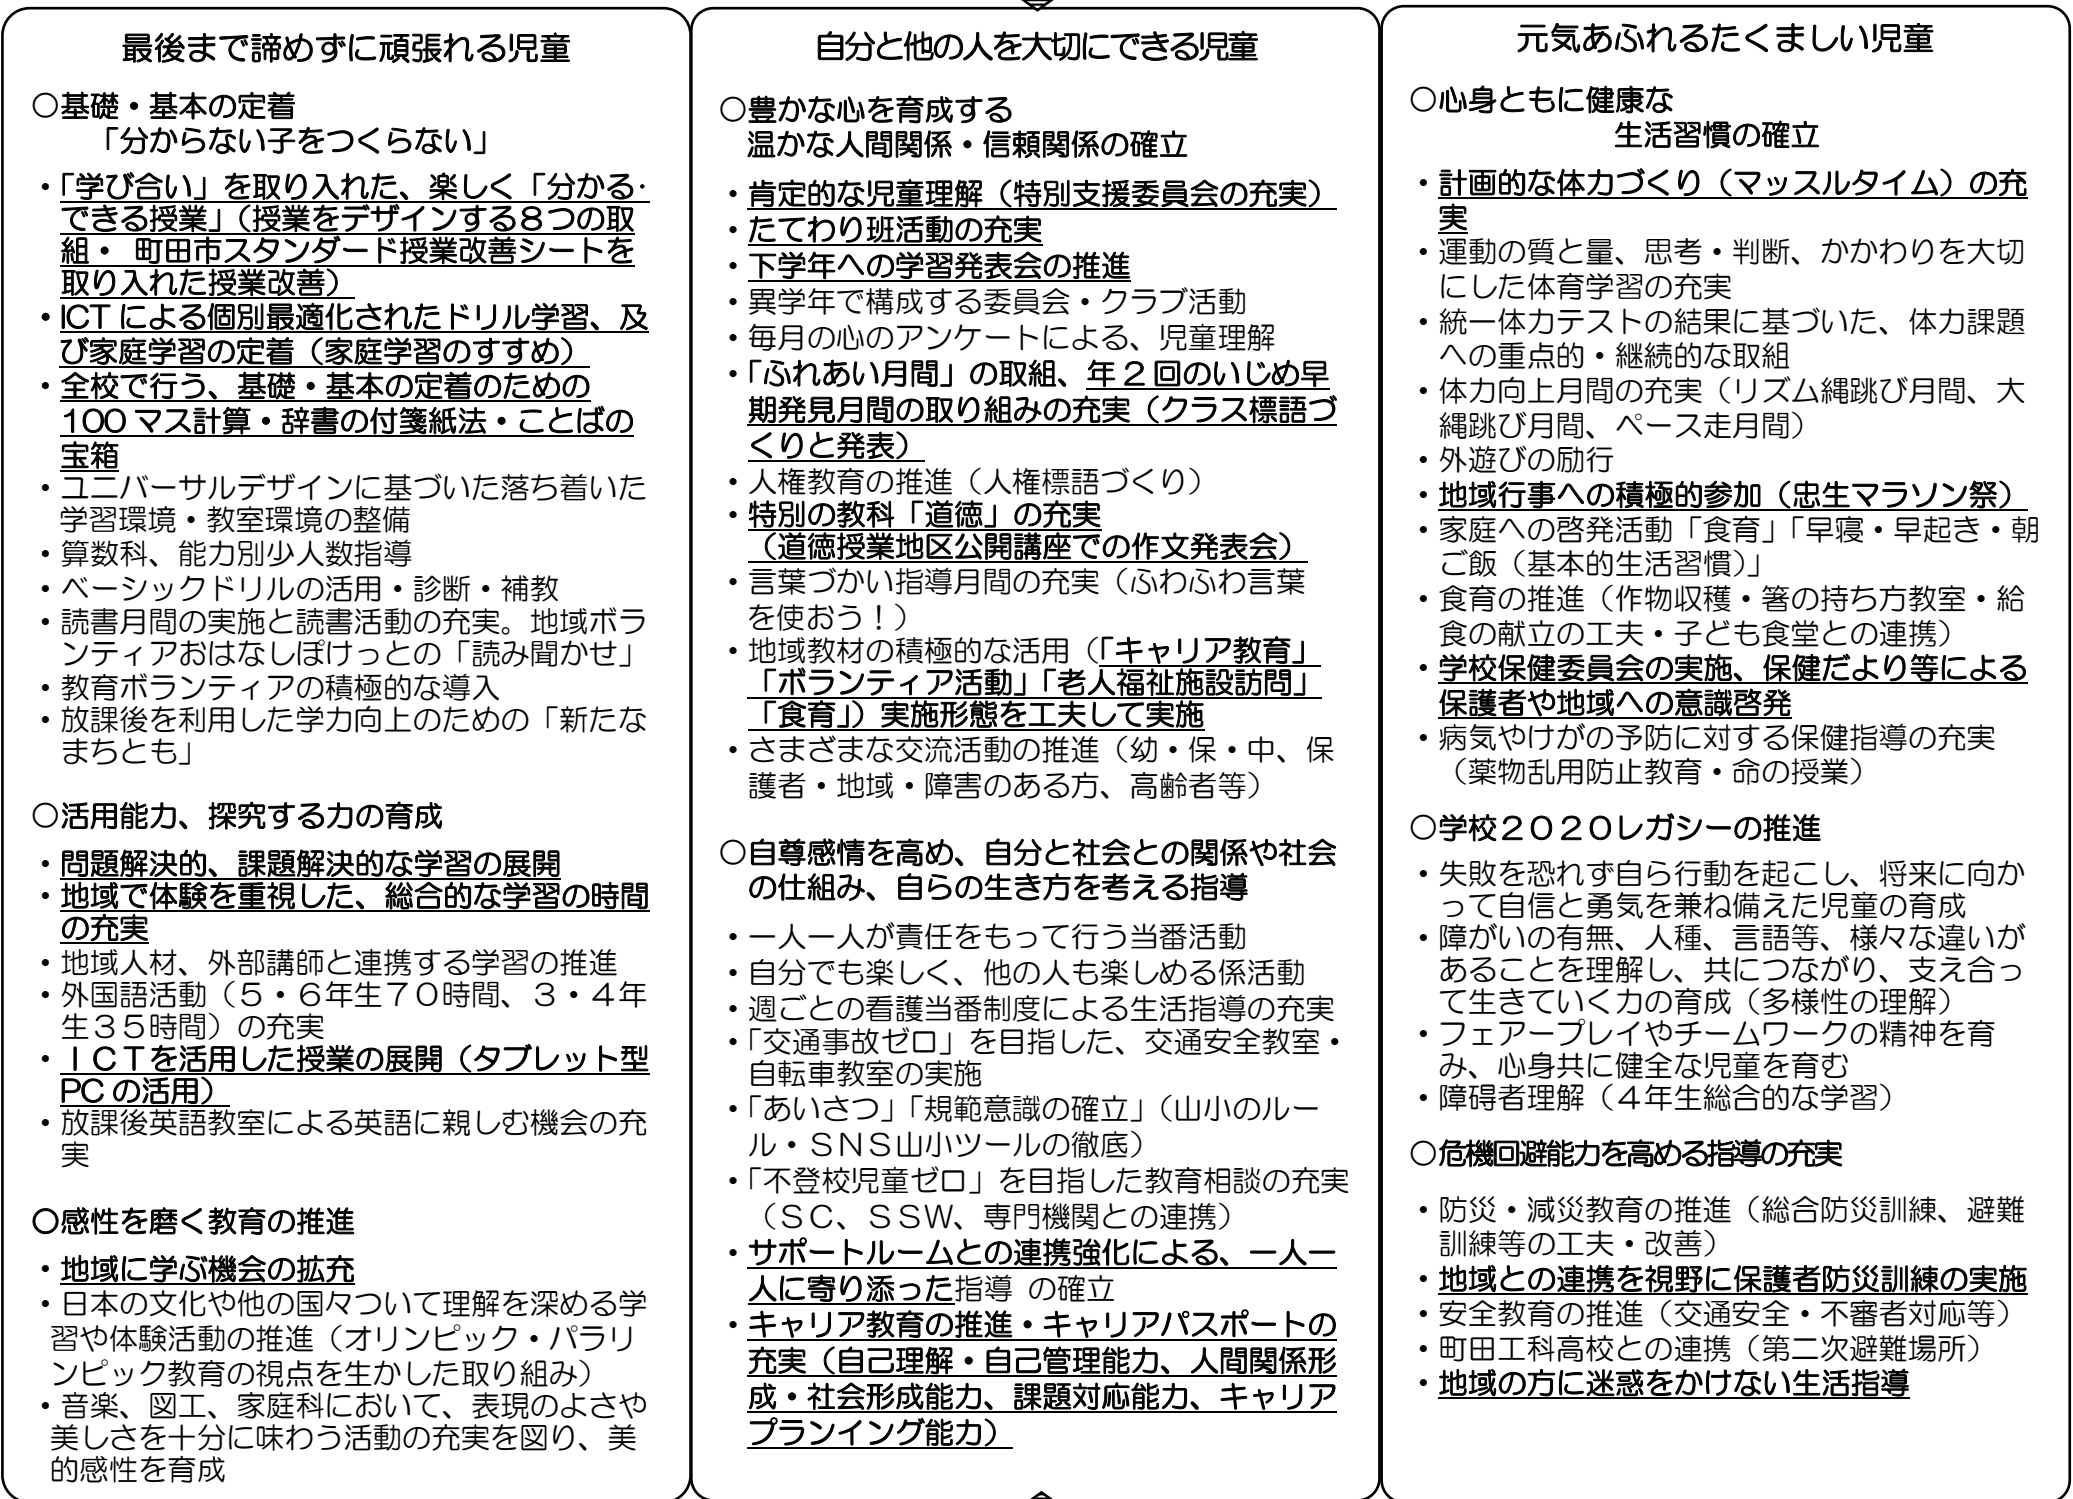 最後まで諦めずに頑張れる児童
○基礎・基本の定着
「分からない子をつくらない」
・「学び合い」を取り入れた、楽しく「分かる・
できる授業」（授業をデザインする８つの取
組・ 町田市スタンダード授業改善シートを
取り入れた授業改善）
・ICTによる個別最適化されたドリル学習、及
び家庭学習の定着（家庭学習のすすめ）
・全校で行う、基礎・基本の定着のための
100マス計算・辞書の付箋紙法・ことばの
宝箱
・ユニバーサルデザインに基づいた落ち着いた
学習環境・教室環境の整備
・算数科、能力別少人数指導
・ベーシックドリルの活用・診断・補教
・読書月間の実施と読書活動の充実。地域ボラ
ンティアおはなしぽけっとの「読み聞かせ」
・教育ボランティアの積極的な導入
・放課後を利用した学力向上のための「新たな
まちとも」
○活用能力、探究する力の育成
・問題解決的、課題解決的な学習の展開
・地域で体験を重視した、総合的な学習の時間
の充実
・地域人材、外部講師と連携する学習の推進
・外国語活動（５・６年生７０時間、３・４年
生３５時間）の充実
・ＩＣＴを活用した授業の展開（タブレット型
PCの活用）
・放課後英語教室による英語に親しむ機会の充
実
○感性を磨く教育の推進
・地域に学ぶ機会の拡充
・日本の文化や他の国々ついて理解を深める学
習や体験活動の推進（オリンピック・パラリ
ンピック教育の視点を生かした取り組み）
・音楽、図工、家庭科において、表現のよさや
美しさを十分に味わう活動の充実を図り、美
的感性を育成
自分と他の人を大切にできる児童
○豊かな心を育成する
温かな人間関係・信頼関係の確立
・肯定的な児童理解（特別支援委員会の充実）
・たてわり班活動の充実
・下学年への学習発表会の推進
・異学年で構成する委員会・クラブ活動
・毎月の心のアンケートによる、児童理解
・「ふれあい月間」の取組、年２回のいじめ早
期発見月間の取り組みの充実（クラス標語づ
くりと発表）
・人権教育の推進（人権標語づくり）
・特別の教科「道徳」の充実
（道徳授業地区公開講座での作文発表会）
・言葉づかい指導月間の充実（ふわふわ言葉
を使おう！）
・地域教材の積極的な活用（「キャリア教育」
「ボランティア活動」「老人福祉施設訪問」
「食育」）実施形態を工夫して実施
・さまざまな交流活動の推進（幼・保・中、保
護者・地域・障害のある方、高齢者等）
○自尊感情を高め、自分と社会との関係や社会
の仕組み、自らの生き方を考える指導
・一人一人が責任をもって行う当番活動
・自分でも楽しく、他の人も楽しめる係活動
・週ごとの看護当番制度による生活指導の充実
・「交通事故ゼロ」を目指した、交通安全教室・
自転車教室の実施
・「あいさつ」「規範意識の確立」（山小のルー
ル・ＳＮＳ山小ツールの徹底）
・「不登校児童ゼロ」を目指した教育相談の充実
（ＳＣ、ＳＳＷ、専門機関との連携）
・サポートルームとの連携強化による、一人一
人に寄り添った指導 の確立
・キャリア教育の推進・キャリアパスポートの
充実（自己理解・自己管理能力、人間関係形
成・社会形成能力、課題対応能力、キャリア
プランイング能力）
元気あふれるたくましい児童
○心身ともに健康な
生活習慣の確立
・計画的な体力づくり（マッスルタイム）の充
実
・運動の質と量、思考・判断、かかわりを大切
にした体育学習の充実
・統一体力テストの結果に基づいた、体力課題
への重点的・継続的な取組
・体力向上月間の充実（リズム縄跳び月間、大
縄跳び月間、ペース走月間）
・外遊びの励行
・地域行事への積極的参加（忠生マラソン祭）
・家庭への啓発活動「食育」「早寝・早起き・朝
ご飯（基本的生活習慣）」
・食育の推進（作物収穫・箸の持ち方教室・給
食の献立の工夫・子ども食堂との連携）
・学校保健委員会の実施、保健だより等による
保護者や地域への意識啓発
・病気やけがの予防に対する保健指導の充実
（薬物乱用防止教育・命の授業）
○学校２０２０レガシーの推進
・失敗を恐れず自ら行動を起こし、将来に向か
って自信と勇気を兼ね備えた児童の育成
・障がいの有無、人種、言語等、様々な違いが
あることを理解し、共につながり、支え合っ
て生きていく力の育成（多様性の理解）
・フェアープレイやチームワークの精神を育
み、心身共に健全な児童を育む
・障碍者理解（４年生総合的な学習）
○危機回避能力を高める指導の充実
・防災・減災教育の推進（総合防災訓練、避難
訓練等の工夫・改善）
・地域との連携を視野に保護者防災訓練の実施
・安全教育の推進（交通安全・不審者対応等）
・町田工科高校との連携（第二次避難場所）
・地域の方に迷惑をかけない生活指導